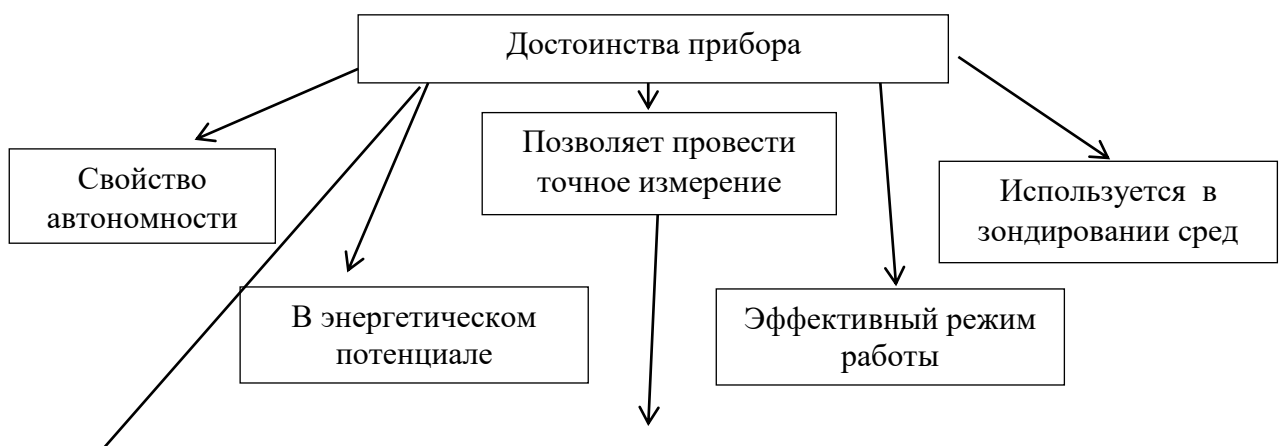 Достоинства прибора
Свойство
автономности
Позволяет провести
точное измерение
Используется в
зондировании сред
В энергетическом
потенциале
Эффективный режим
работы